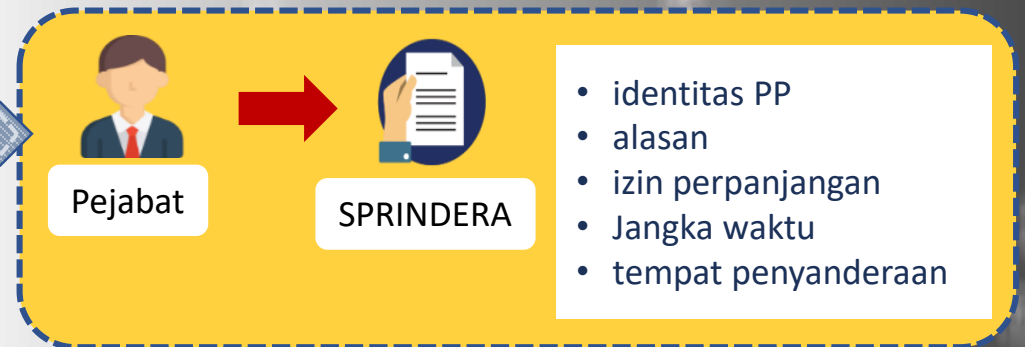 Pejabat
SPRINDERA
• identitas PP
• alasan
• izin perpanjangan
• Jangka waktu
• tempat penyanderaan